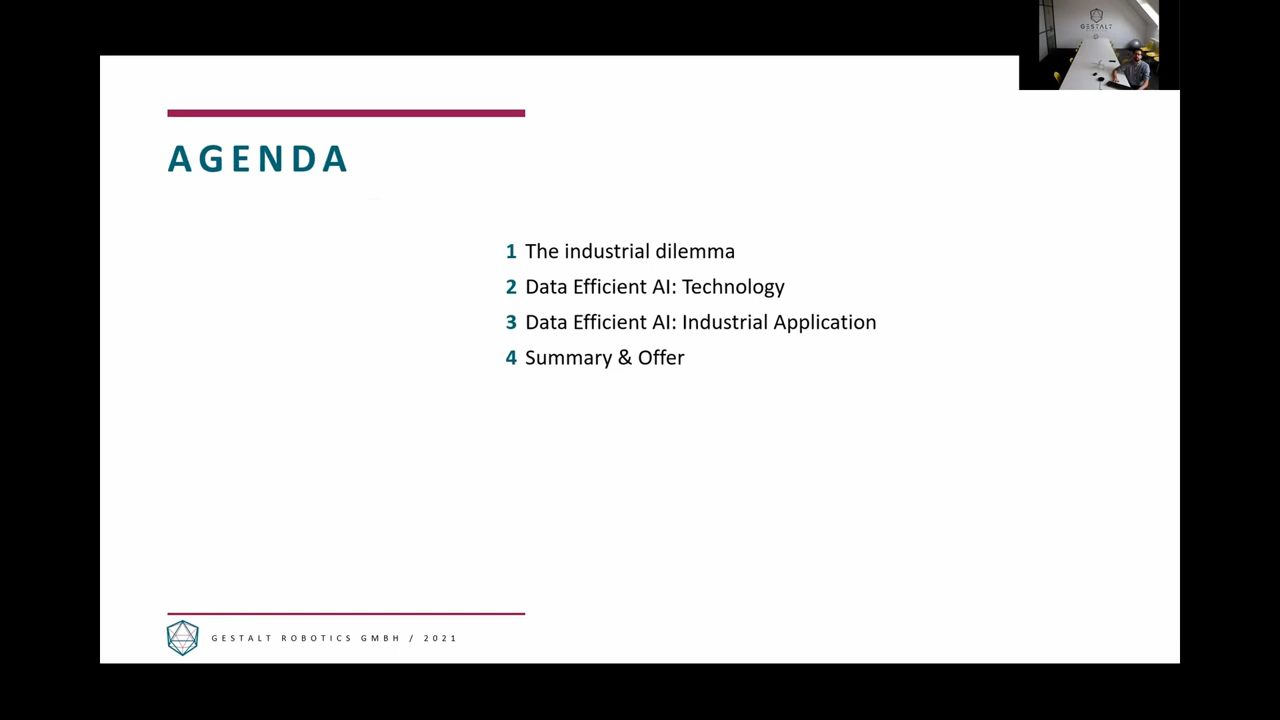 GESTALT
AGENDA
1 The industrial dilemma
2 Data Efficient AI: Technology
3 Data Efficient AI: Industrial Application
4 Summary & Offer
GESTALT ROBOTICS GMBH / 2021